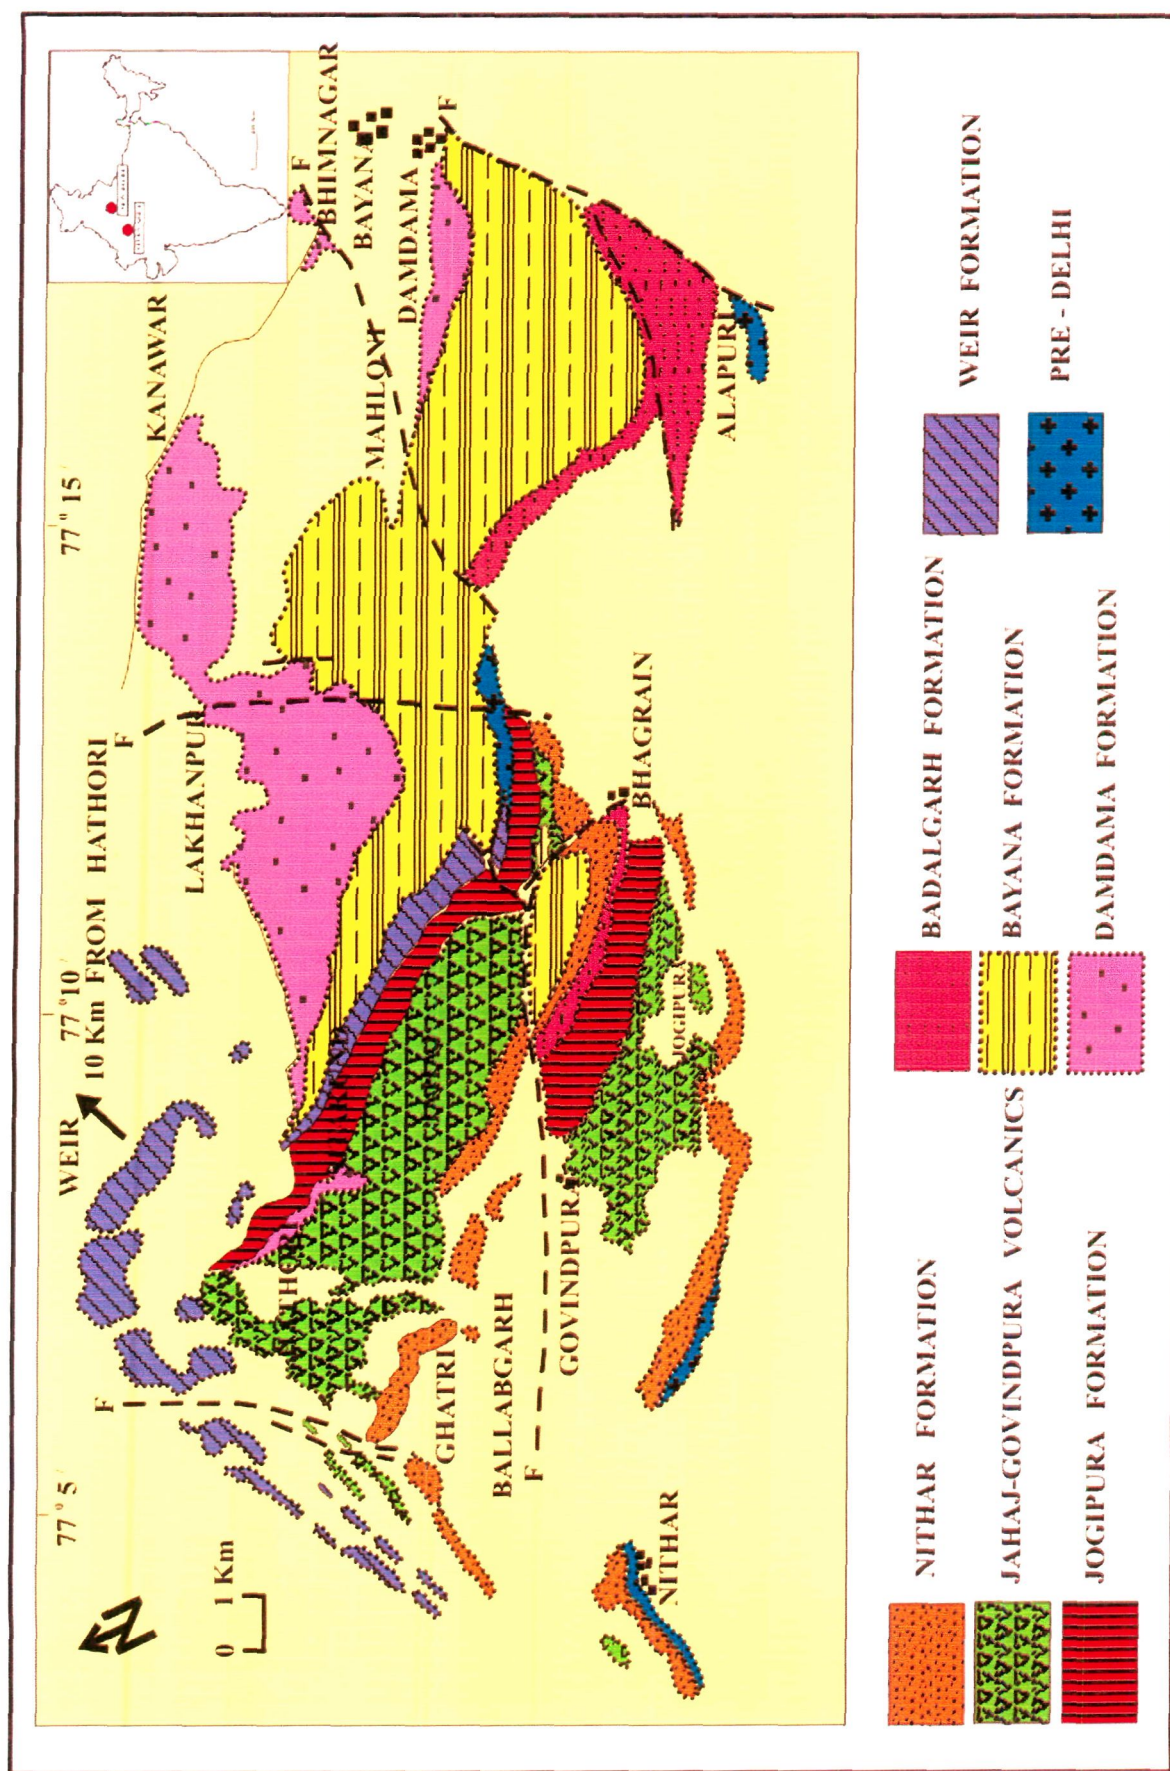 77° 5'
77° 10'
77° 15'
10 Km FROM HATHORI
WEIR
KANAWAR
F
F
F
BHIMNAGAR
BAYANA
LAKHANPUR
MAHLONI
DAMDAMA
F
0 1 Km
N
GHATRI
BALLABGARH
F
GOVINDPURA
JOGIPURA
BHAGRAIN
ALAPURI
NITHAR
NITHAR FORMATION
JAHAJ-GOVINDPURA VOLCANICS
JOGIPURA FORMATION
BADALGARH FORMATION
BAYANA FORMATION
DAMDAMA FORMATION
WEIR FORMATION
PRE - DELHI